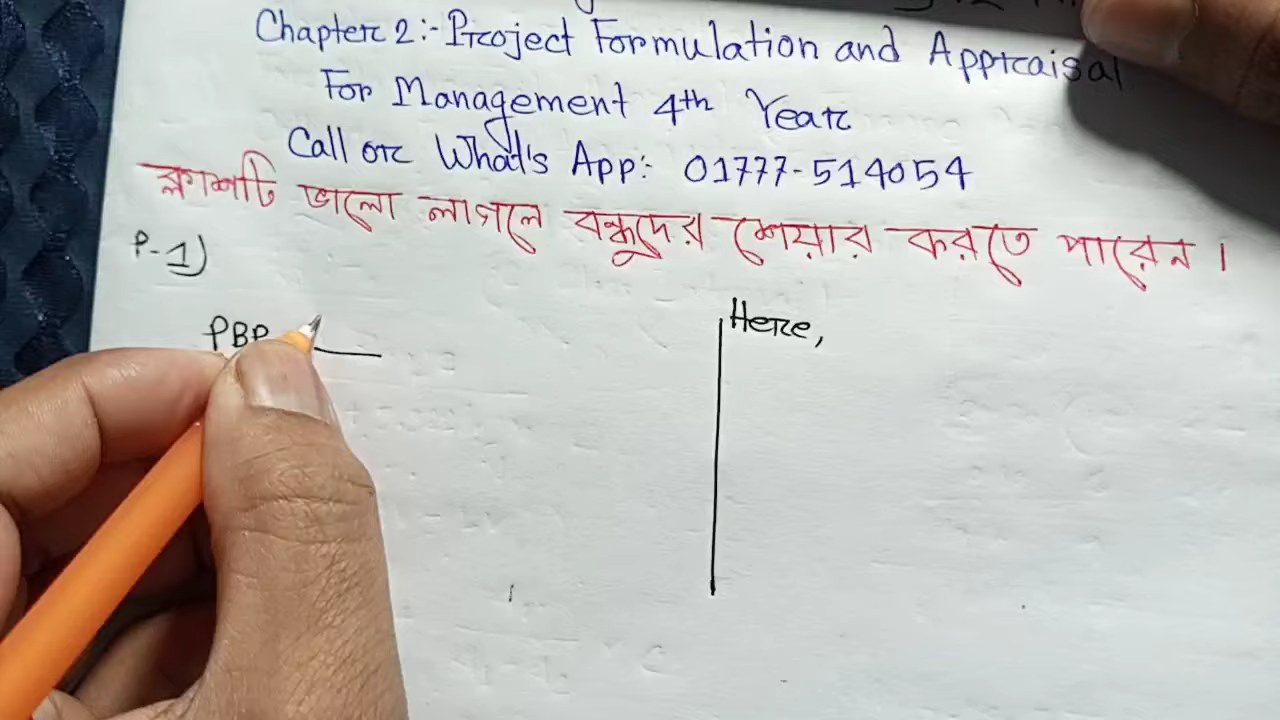 Chapter 2:- Project Formulation and Appraisal
For Management 4th Year
Call or What's App:- 01777-514054
ক্লাশটি ভালো লাগলে বন্ধুদের শেয়ার করতে পারেন ।
P-1)
PBP
Here,